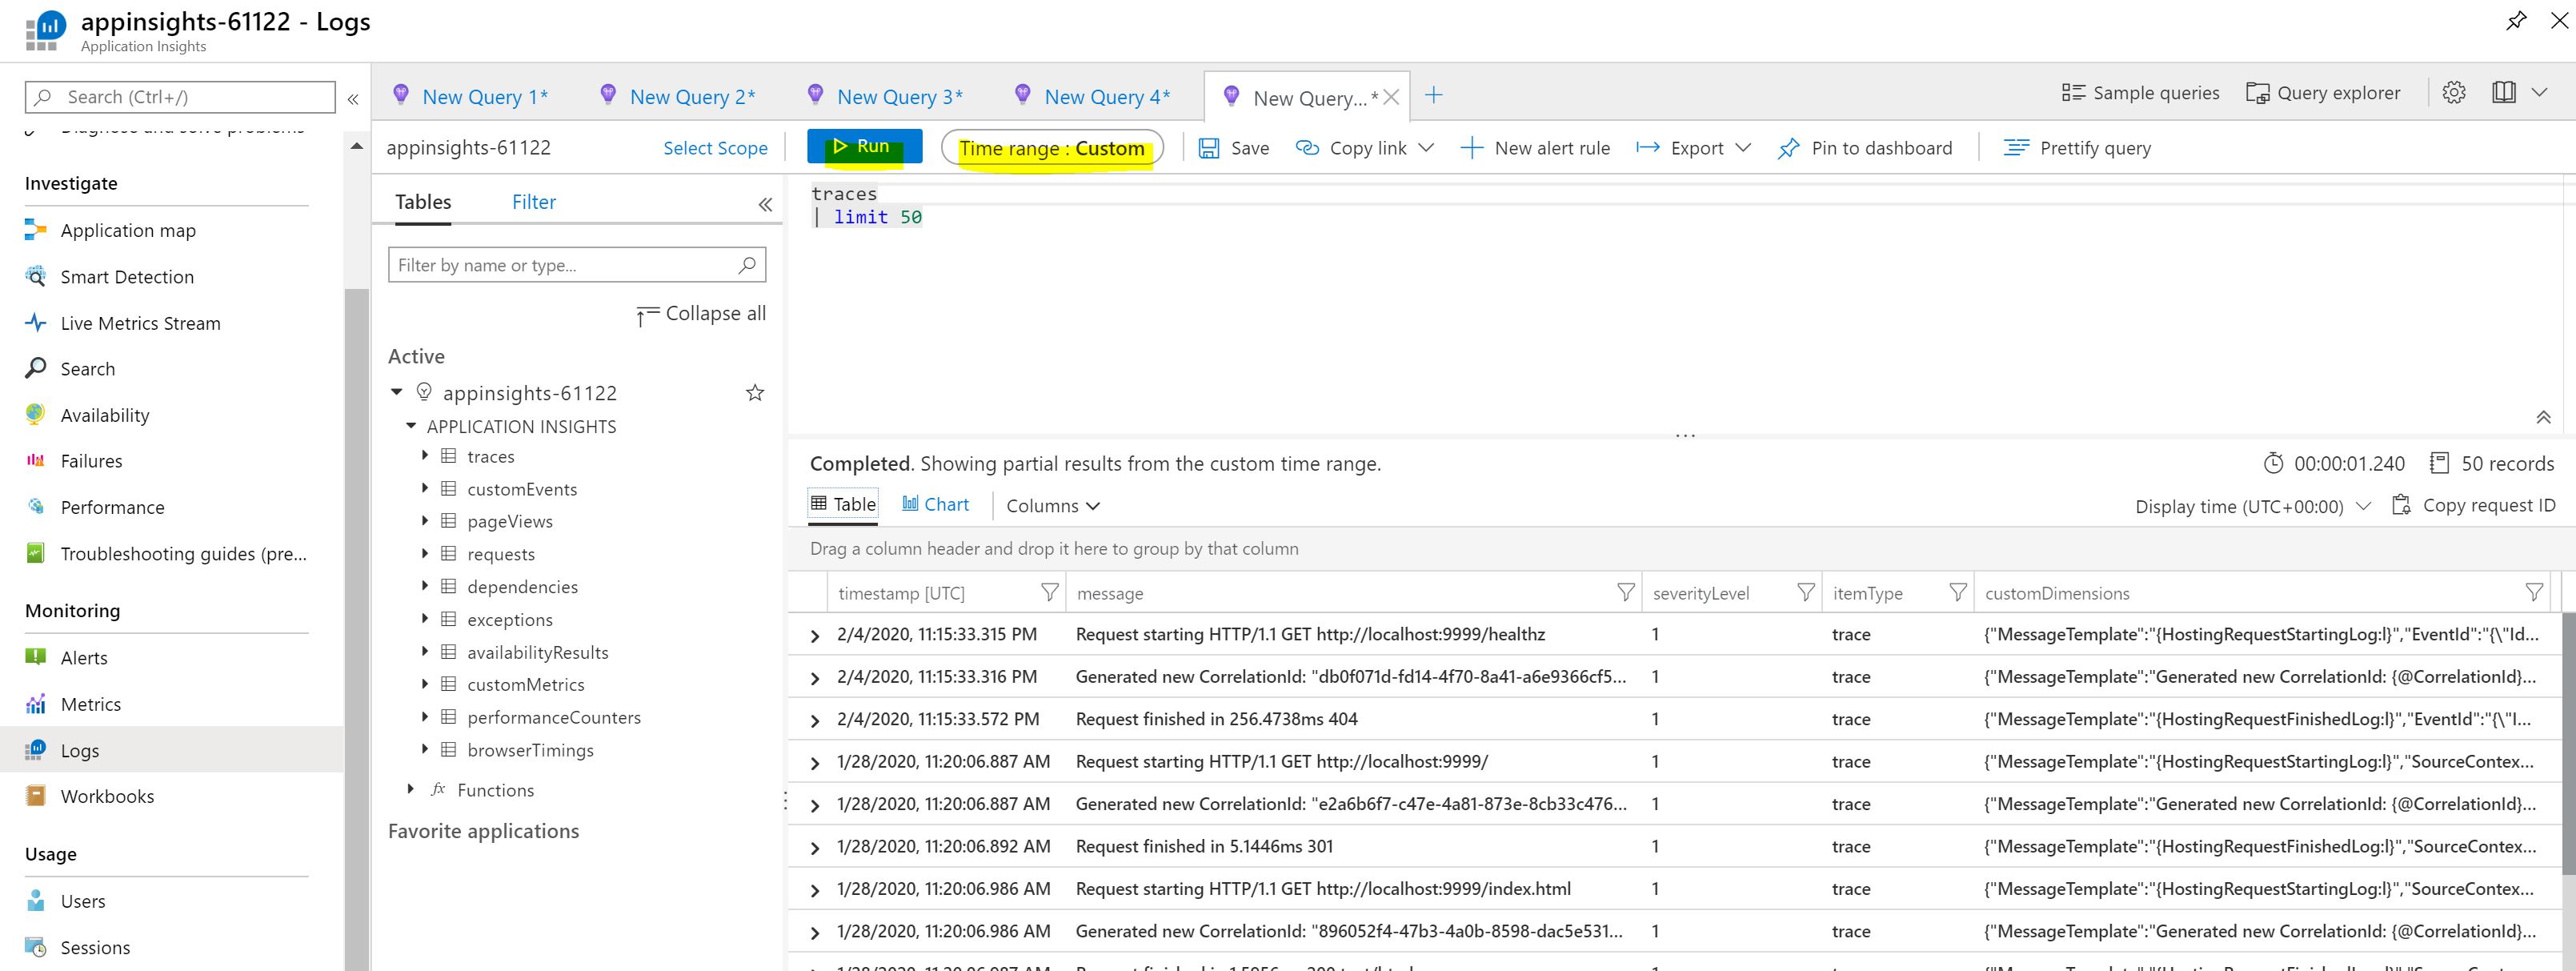 appinsights-61122 - Logs
Application Insights
Search (Ctrl+/)
«
New Query 1*
New Query 2*
New Query 3*
New Query 4*
New Query...*
Sample queries
Query explorer
Diagnose and solve problems
appinsights-61122
Select Scope
Run
Time range : Custom
Save
Copy link
New alert rule
Export
Pin to dashboard
Prettify query
Investigate
Application map
Smart Detection
Live Metrics Stream
Search
Availability
Failures
Performance
Troubleshooting guides (pre...
Monitoring
Alerts
Metrics
Logs
Workbooks
Usage
Users
Sessions
Tables
Filter
«
Filter by name or type...
Collapse all
Active
appinsights-61122
APPLICATION INSIGHTS
traces
customEvents
pageViews
requests
dependencies
exceptions
availabilityResults
customMetrics
performanceCounters
browserTimings
fx Functions
Favorite applications
traces
| limit 50
Completed. Showing partial results from the custom time range.
00:00:01.240
50 records
Table
Chart
Columns
Display time (UTC+00:00)
Copy request ID
Drag a column header and drop it here to group by that column
timestamp [UTC] message severityLevel itemType customDimensions
2/4/2020, 11:15:33.315 PM Request starting HTTP/1.1 GET http://localhost:9999/healthz 1 trace {"MessageTemplate":"{HostingRequestStartingLog:l}","EventId":"{\"Id...
2/4/2020, 11:15:33.316 PM Generated new CorrelationId: "db0f071d-fd14-4f70-8a41-a6e9366cf5... 1 trace {"MessageTemplate":"Generated new CorrelationId: {@CorrelationId}...
2/4/2020, 11:15:33.572 PM Request finished in 256.4738ms 404 1 trace {"MessageTemplate":"{HostingRequestFinishedLog:l}","EventId":"{\"I...
1/28/2020, 11:20:06.887 AM Request starting HTTP/1.1 GET http://localhost:9999/ 1 trace {"MessageTemplate":"{HostingRequestStartingLog:l}","SourceContex...
1/28/2020, 11:20:06.887 AM Generated new CorrelationId: "e2a6b6f7-c47e-4a81-873e-8cb33c476... 1 trace {"MessageTemplate":"Generated new CorrelationId: {@CorrelationId}...
1/28/2020, 11:20:06.892 AM Request finished in 5.1446ms 301 1 trace {"MessageTemplate":"{HostingRequestFinishedLog:l}","SourceContex...
1/28/2020, 11:20:06.986 AM Request starting HTTP/1.1 GET http://localhost:9999/index.html 1 trace {"MessageTemplate":"{HostingRequestStartingLog:l}","SourceContex...
1/28/2020, 11:20:06.986 AM Generated new CorrelationId: "896052f4-47b3-4a0b-8598-dac5e531... 1 trace {"MessageTemplate":"Generated new CorrelationId: {@CorrelationId}...